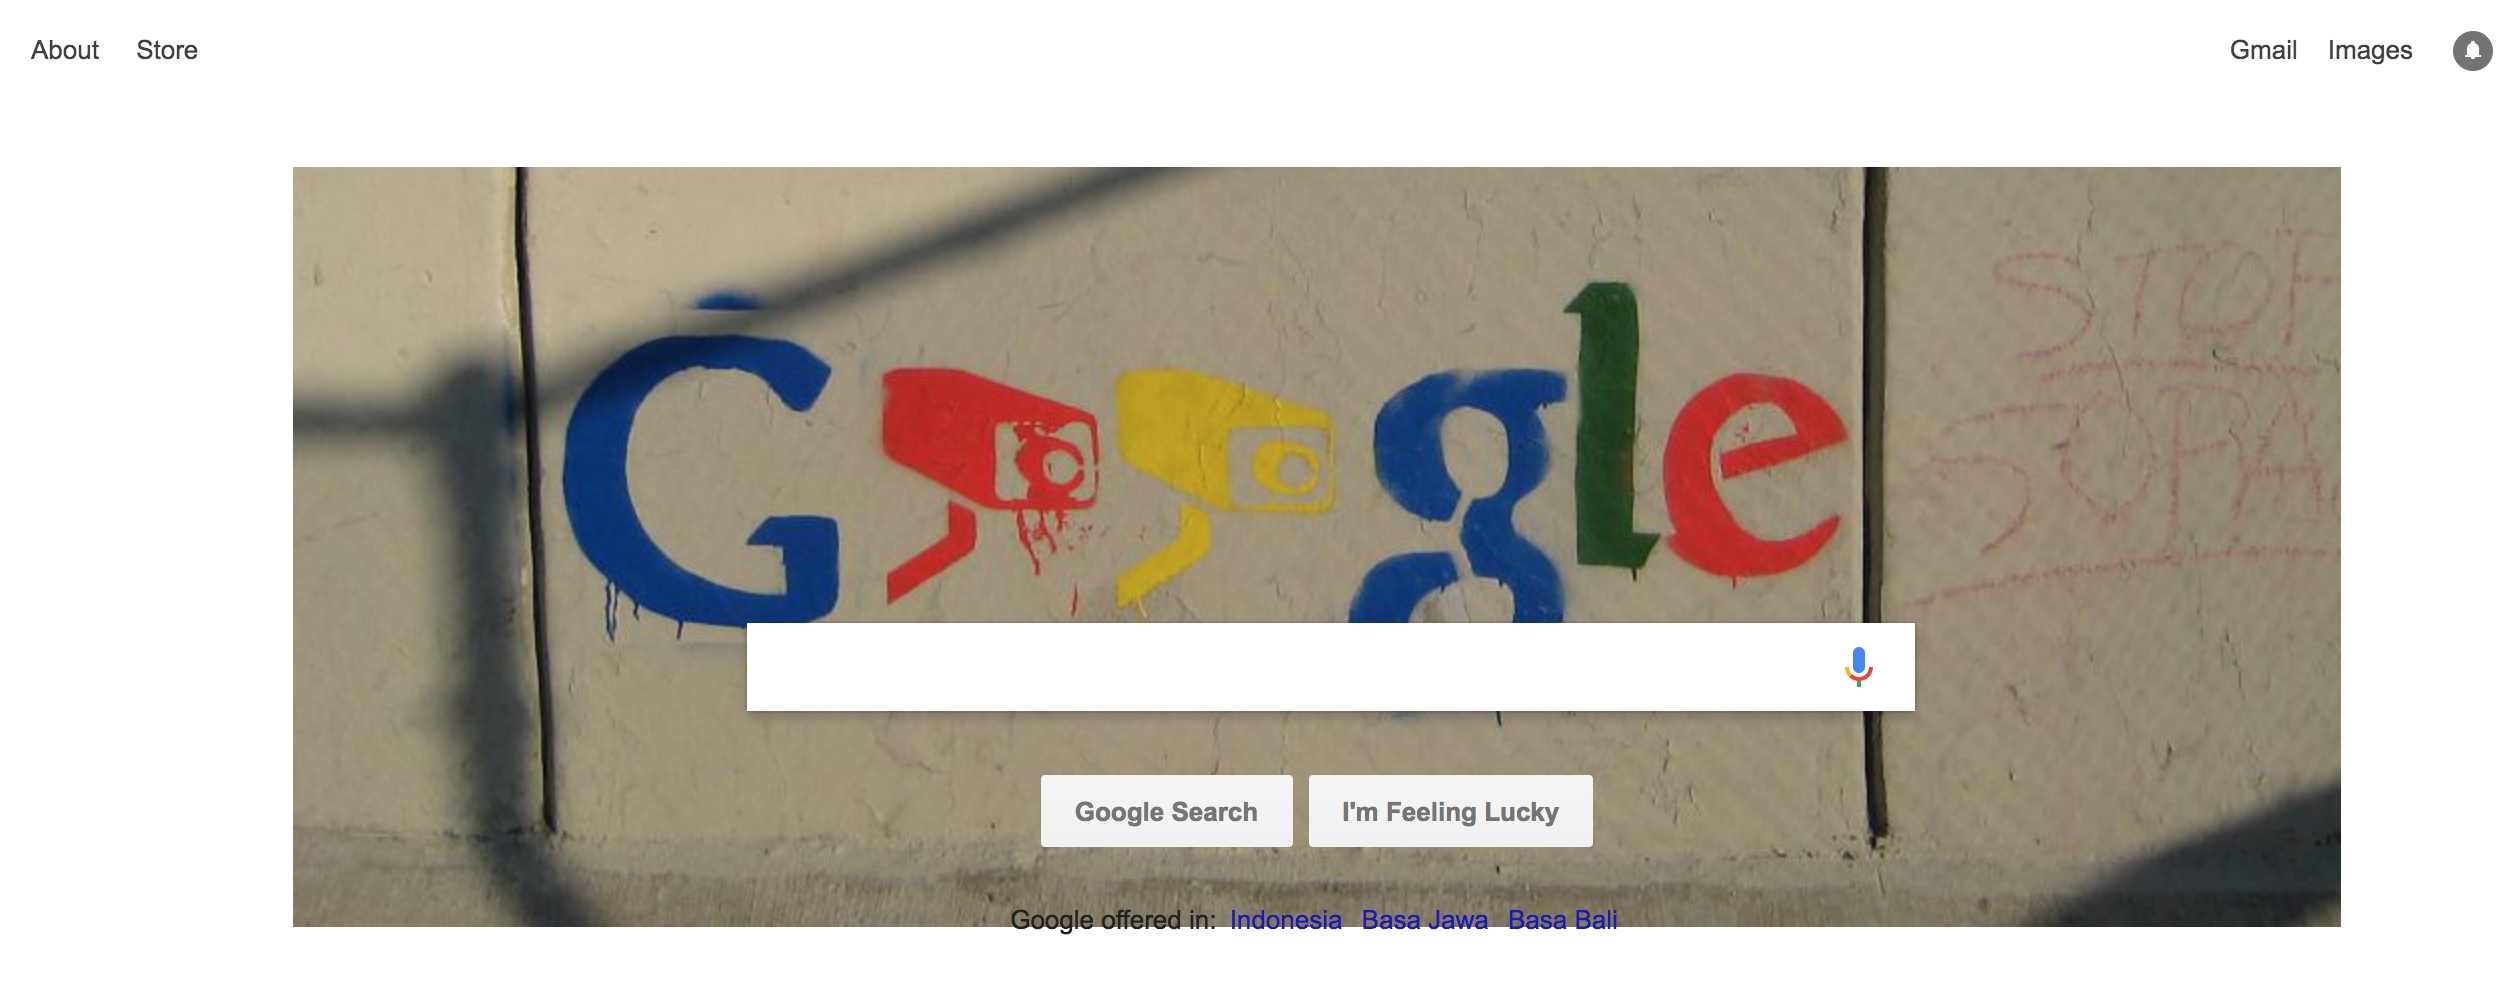 About Store Gmail Images
STOP
Google
SOPA
Google Search I'm Feeling Lucky
Google offered in: Indonesia Basa Jawa Basa Bali